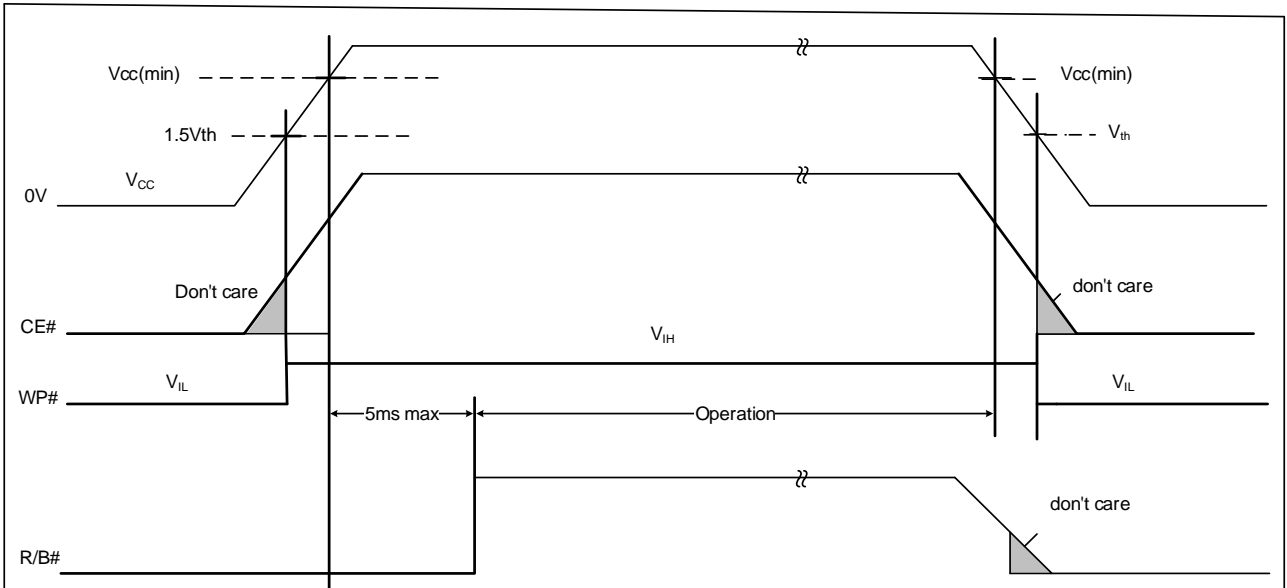 Vcc(min)
Vcc(min)
1.5Vth
Vth
VCC
0V
Don't care
don't care
CE#
VIH
VIL
VIL
WP#
5ms max
Operation
don't care
R/B#